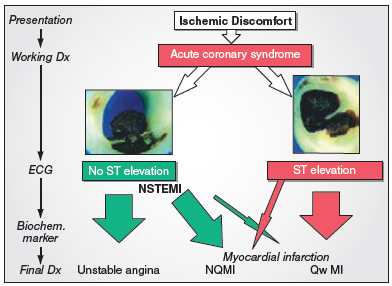 Presentation
Ischemic Discomfort
Working Dx
Acute coronary syndrome
ECG
No ST elevation
ST elevation
NSTEMI
Biochem.
marker
Myocardial infarction
Final Dx
Unstable angina
NQMI
Qw MI